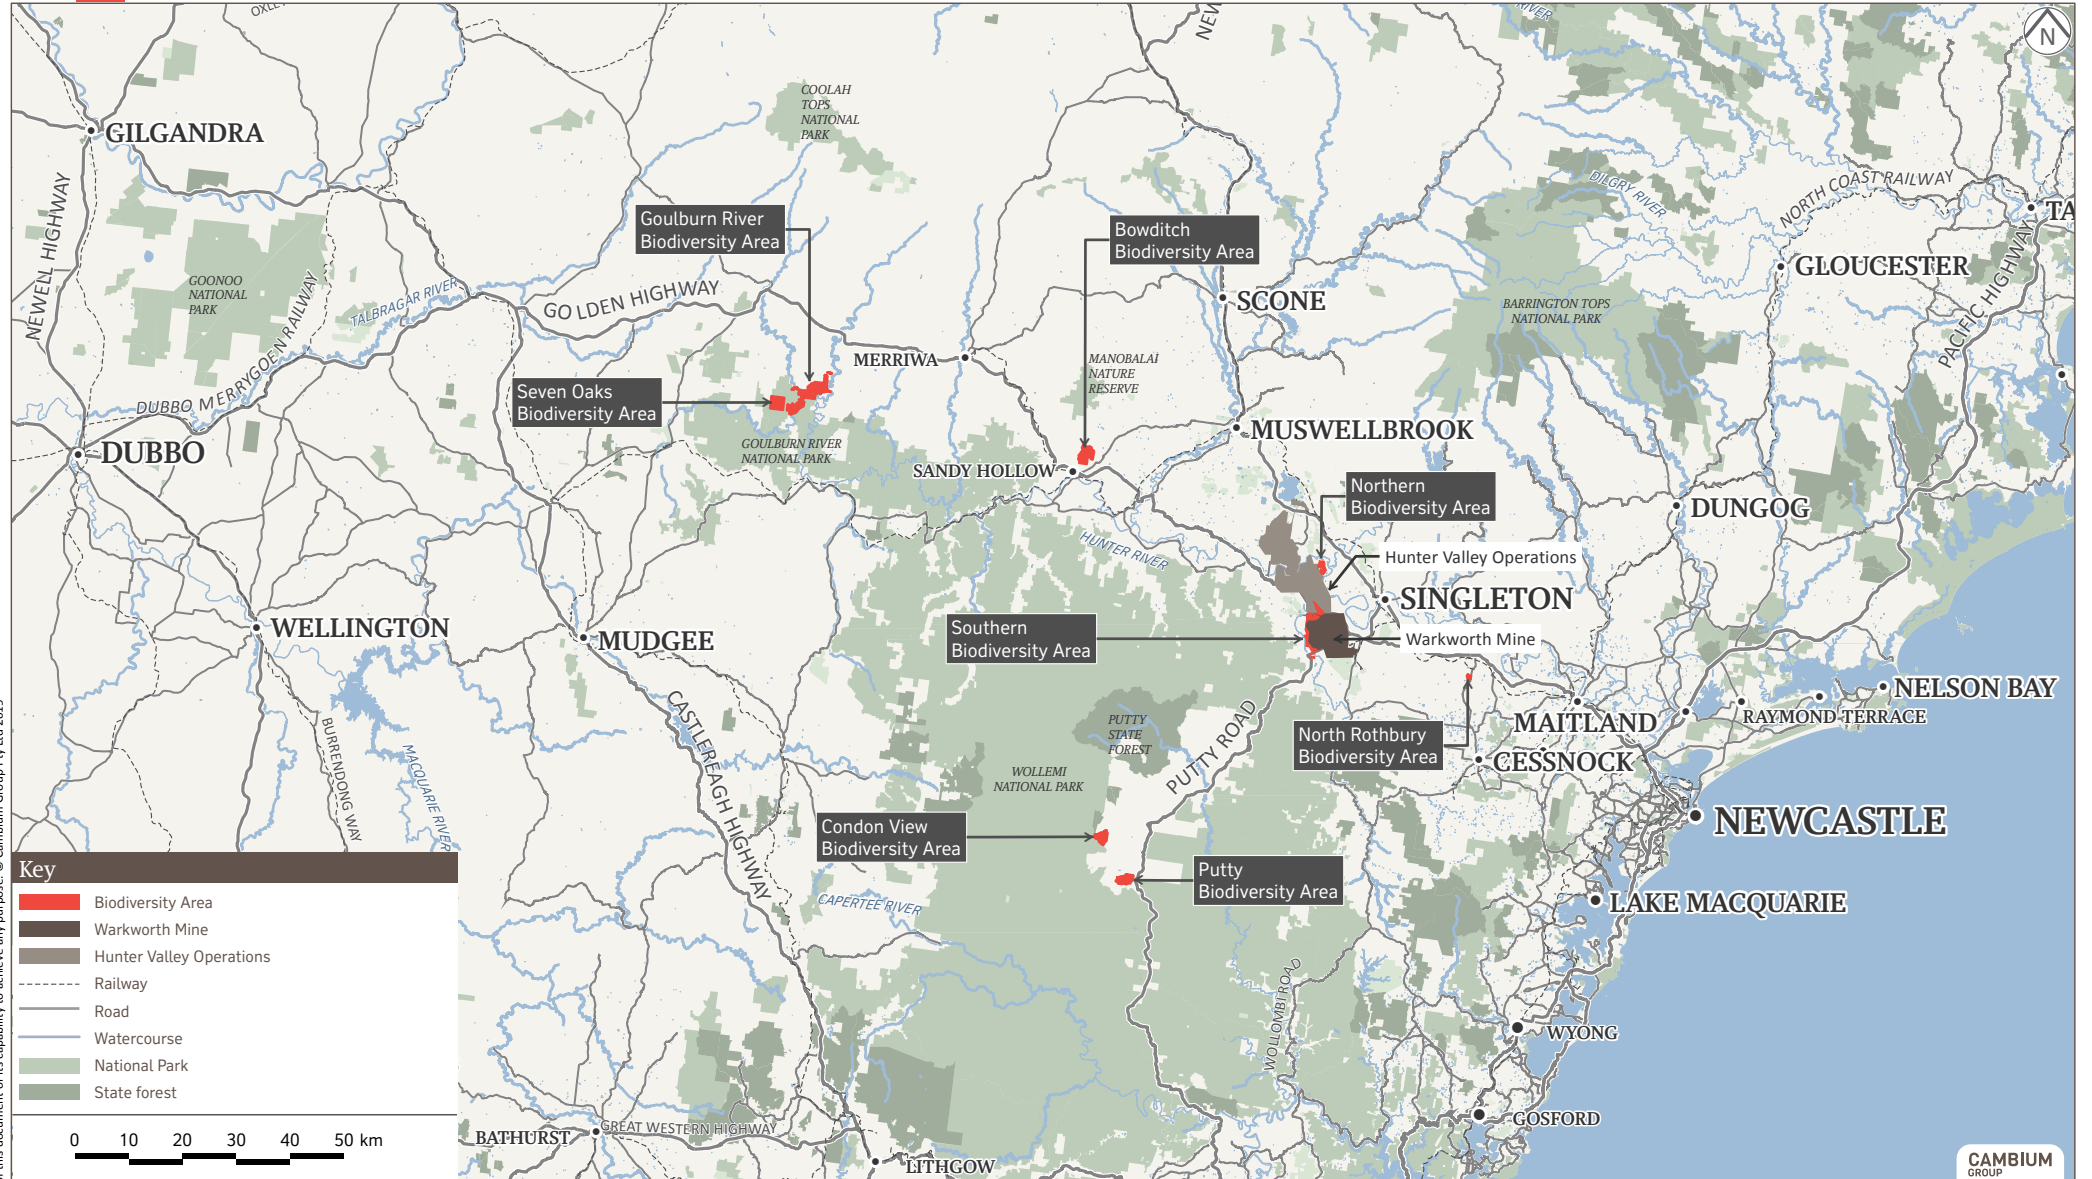 OXLEY
NEW
RIVER
N
COOLAH
TOPS
NATIONAL
PARK
GILGANDRA
NEWELL HIGHWAY
DILGRY RIVER
NORTH COAST RAILWAY
TA
Goulburn River
Biodiversity Area
Bowditch
Biodiversity Area
PACIFIC HIGHWAY
GLOUCESTER
GOONOO
NATIONAL
PARK
TALBRAGAR RIVER
GOLDEN HIGHWAY
SCONE
BARRINGTON TOPS
NATIONAL PARK
DUBBO MERRYGOEN RAILWAY
MERRIWA
MANOBALAI
NATURE
RESERVE
Seven Oaks
Biodiversity Area
MUSWELLBROOK
DUBBO
GOULBURN RIVER
NATIONAL PARK
SANDY HOLLOW
Northern
Biodiversity Area
DUNGOG
HUNTER RIVER
Hunter Valley Operations
SINGLETON
WELLINGTON
MUDGEE
Southern
Biodiversity Area
Warkworth Mine
NELSON BAY
CASTLEREAGH HIGHWAY
BURRENDONG WAY
MACQUARIE RIVER
PUTTY
STATE
FOREST
PUTTY ROAD
North Rothbury
Biodiversity Area
MAITLAND
RAYMOND TERRACE
CESSNOCK
WOLLEMI
NATIONAL PARK
NEWCASTLE
Condon View
Biodiversity Area
Putty
Biodiversity Area
CAPERTEE RIVER
LAKE MACQUARIE
Key
Biodiversity Area
Warkworth Mine
Hunter Valley Operations
Railway
Road
Watercourse
National Park
State forest
0 10 20 30 40 50 km
WOLLOMBI ROAD
WYONG
GOSFORD
BATHURST
GREAT WESTERN HIGHWAY
LITHGOW
CAMBIUM
GROUP